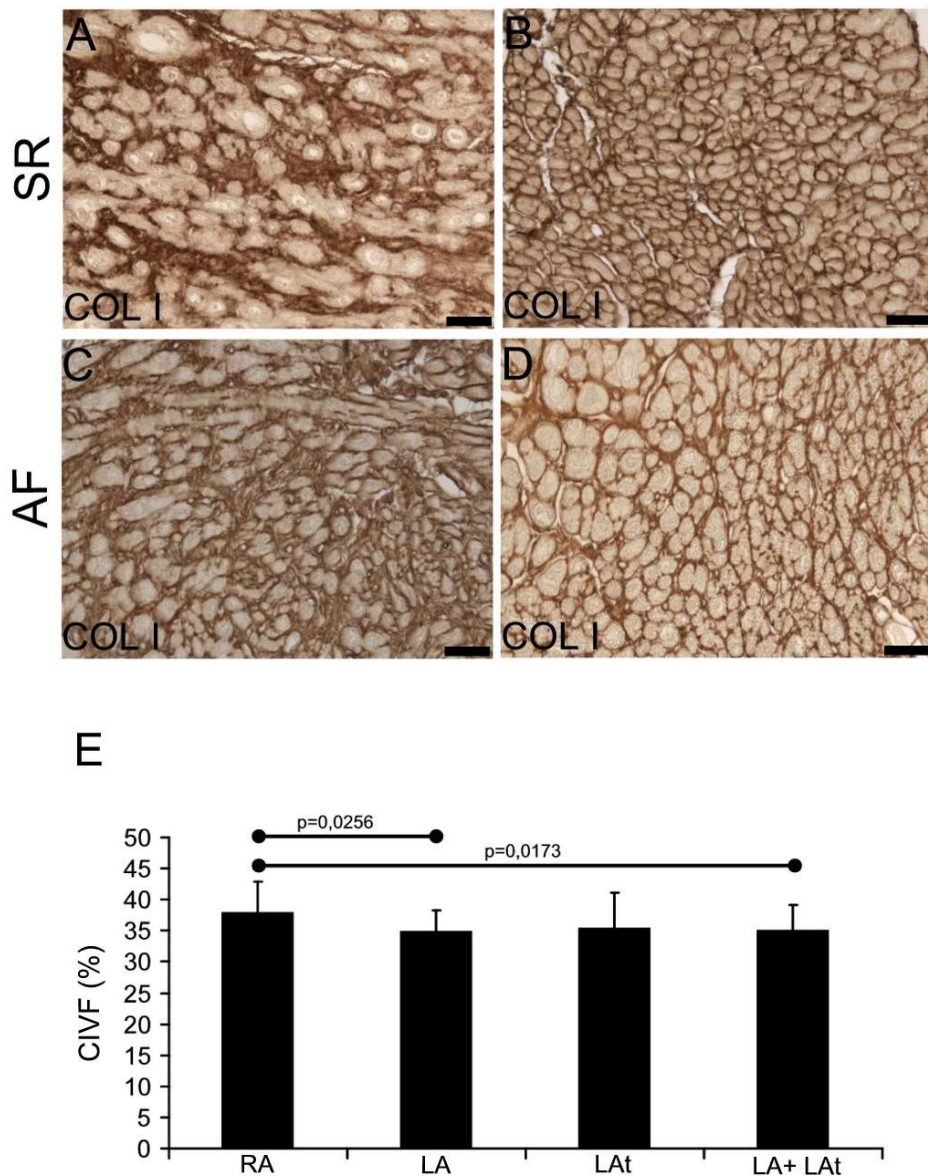 A
B
SR
COL I
COL I
C
D
AF
COL I
COL I
E
p=0,0256
p=0,0173
50
45
40
35
30
25
20
15
10
5
0
CIVF (%)
RA LA LAt LA+ LAt